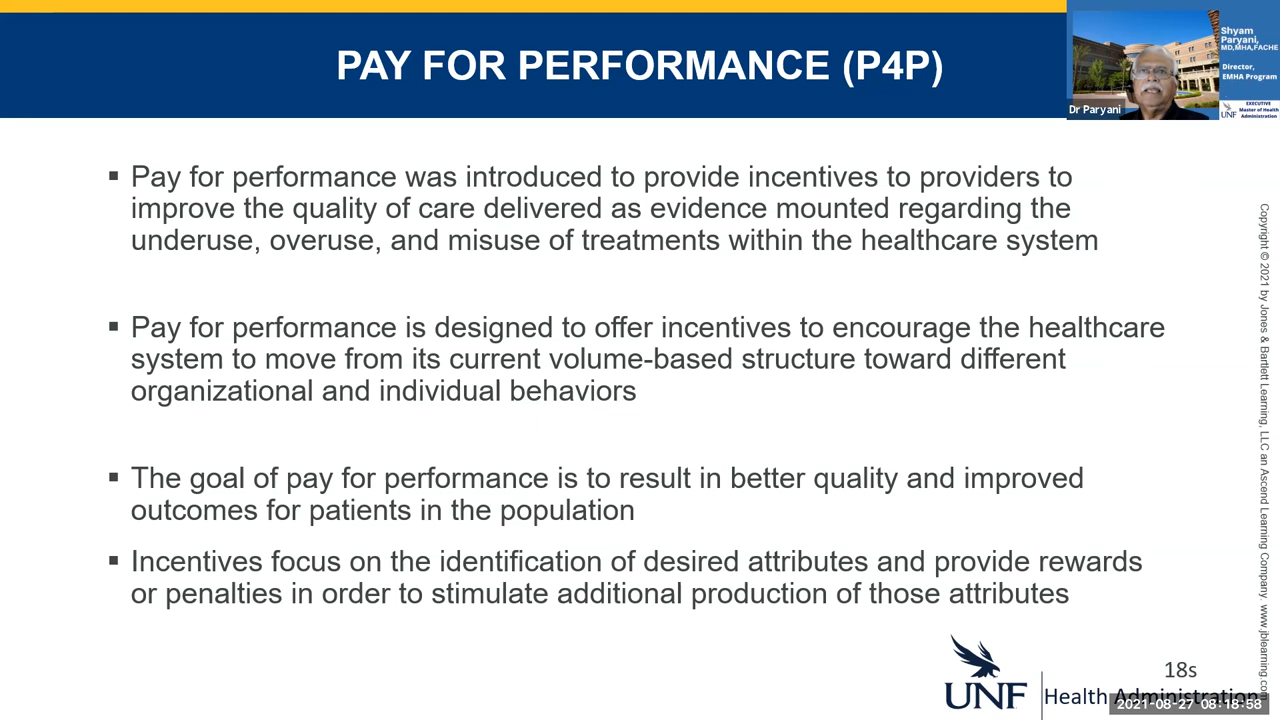 PAY FOR PERFORMANCE (P4P)
Shyam
Paryani,
MD,MHA,FACHE
Director,
EMHA Program
Dr Paryani
UNF
EXECUTIVE
Master of Health
Administration
▪ Pay for performance was introduced to provide incentives to providers to
improve the quality of care delivered as evidence mounted regarding the
underuse, overuse, and misuse of treatments within the healthcare system
▪ Pay for performance is designed to offer incentives to encourage the healthcare
system to move from its current volume-based structure toward different
organizational and individual behaviors
▪ The goal of pay for performance is to result in better quality and improved
outcomes for patients in the population
▪ Incentives focus on the identification of desired attributes and provide rewards
or penalties in order to stimulate additional production of those attributes
Copyright © 2021 by Jones & Bartlett Learning, LLC an Ascend Learning Company. www.jblearning.com
18s
UNF
Health Administration
2021-08-27 08:18:58